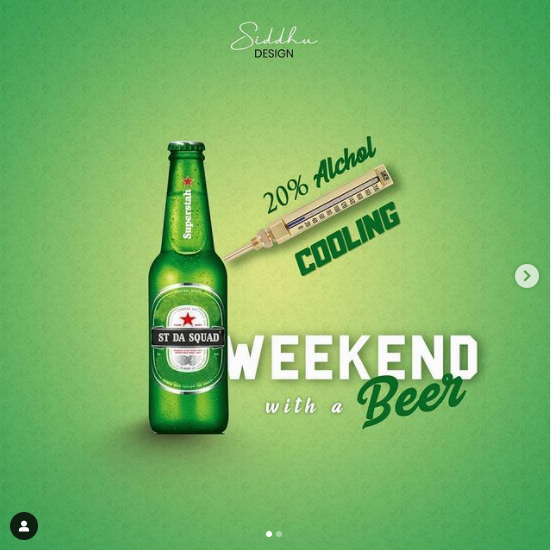 Siddhu
DESIGN
20% Alchol
COOLING
Superstah
ST DA SQUAD
WEEKEND
with a Beer